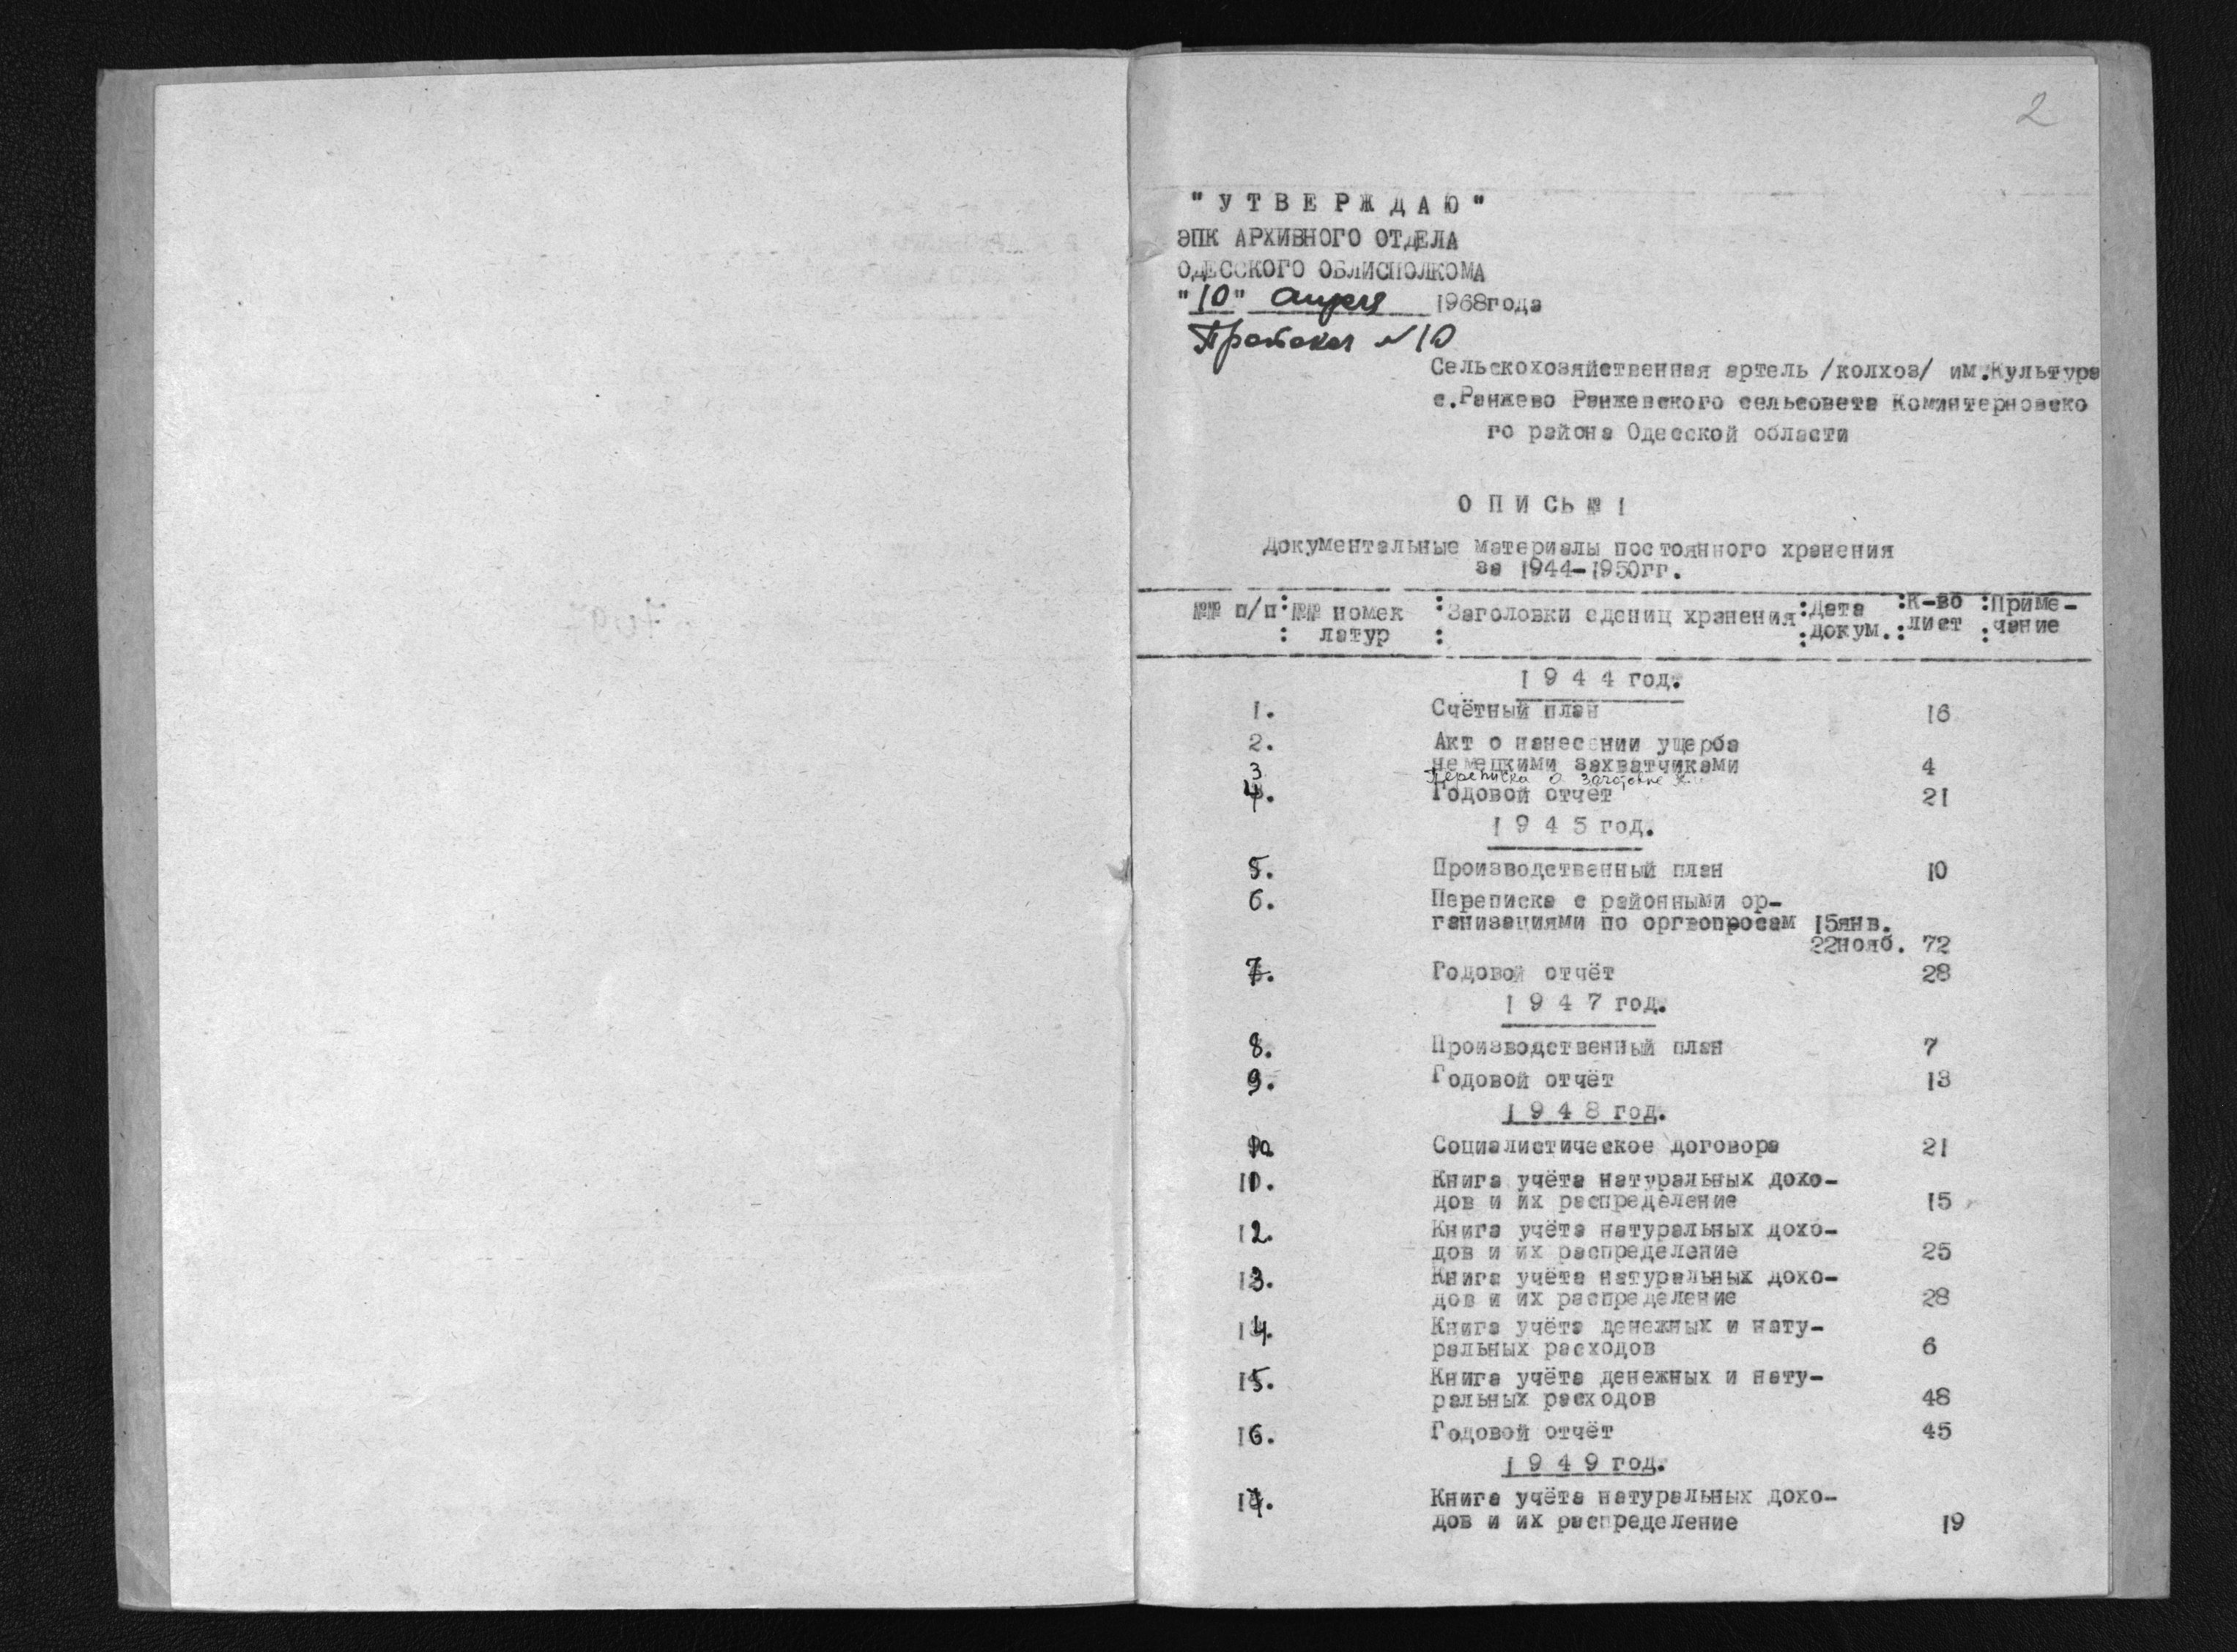 2
"УТВЕРЖДАЮ"
ЭПК АРХИВНОГО ОТДЕЛА
ОДЕССКОГО ОБЛИСПОЛКОМА
"10" апреля 1968года
Протокол №10
Сельскохозяйственная артель /колхоз/ им.Культура
с.Ранжево Ранжевского сельсовета Коминтерновско
го района Одесской области
ОПИСЬ № 1
Документальные материалы постоянного хранения
за 1944-1950гг.
№№ п/п : №№ номек : Заголовки едениц хранения : Дата : К-во : Приме-
: латур : : докум. : лист : чание
1944 год.
1. Счётный план 16
2. Акт о нанесении ущерба
немецкими захватчиками 4
3 Переписка о
4. Годовой отчёт 21
1945 год.
5. Производственный план 10
6. Переписка с районными ор-
ганизациями по оргвопросам 15янв.
22нояб. 72
7. Годовой отчёт 28
1947 год.
8. Производственный план 7
9. Годовой отчёт 13
1948 год.
10 Социалистическое договора 21
11. Книга учёта натуральных дохо-
дов и их распределение 15
12. Книга учёта натуральных дохо-
дов и их распределение 25
13. Книга учёта натуральных дохо-
дов и их распределение 28
14. Книга учёта денежных и нату-
ральных расходов 6
15. Книга учёта денежных и нату-
ральных расходов 48
16. Годовой отчёт 45
1949 год.
17. Книга учёта натуральных дохо-
дов и их распределение 19